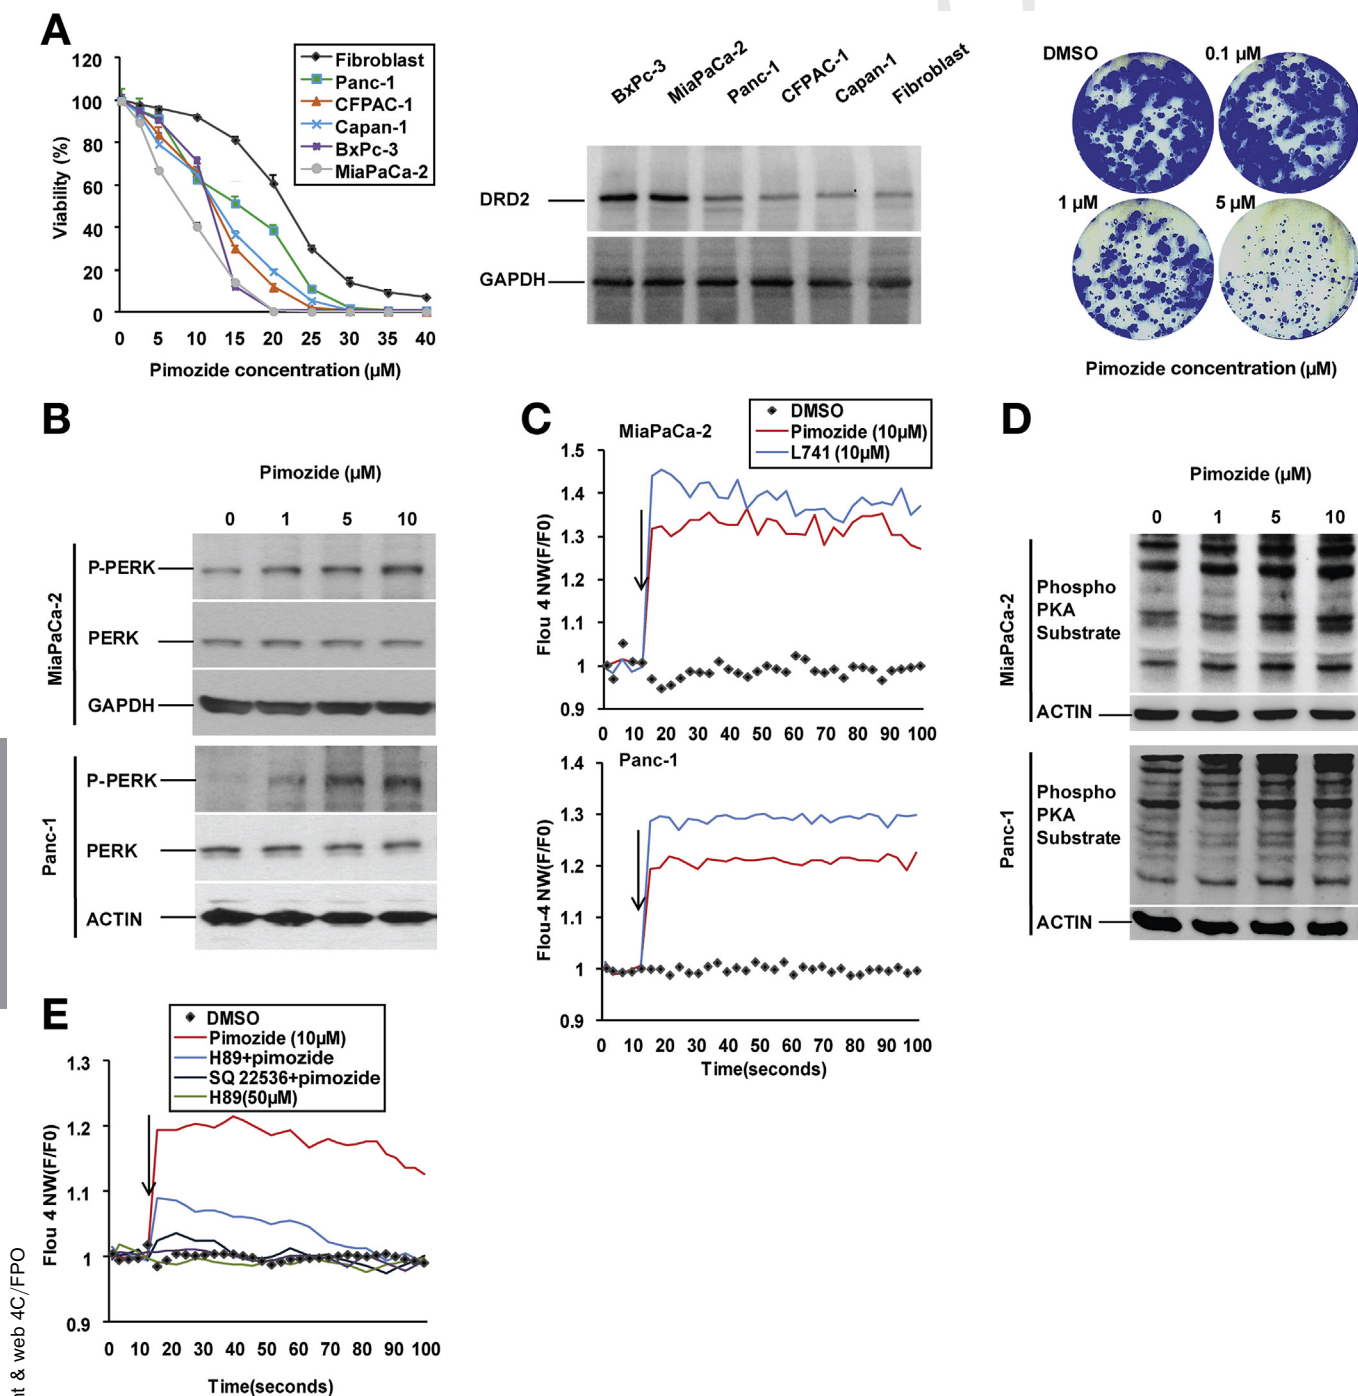 A
120
100
80
60
40
20
0
Viability (%)
0 5 10 15 20 25 30 35 40
Pimozide concentration (µM)
Fibroblast
Panc-1
CFPAC-1
Capan-1
BxPc-3
MiaPaCa-2
BxPc-3
MiaPaCa-2
Panc-1
CFPAC-1
Capan-1
Fibroblast
DRD2
GAPDH
DMSO
0.1 µM
1 µM
5 µM
Pimozide concentration (µM)
B
Pimozide (µM)
0 1 5 10
MiaPaCa-2
P-PERK
PERK
GAPDH
Panc-1
P-PERK
PERK
ACTIN
C
DMSO
Pimozide (10µM)
L741 (10µM)
MiaPaCa-2
Flou 4 NW(F/F0)
1.5
1.4
1.3
1.2
1.1
1
0.9
0 10 20 30 40 50 60 70 80 90 100
Panc-1
Flou-4 NW(F/F0)
1.4
1.3
1.2
1.1
1
0.9
0 10 20 30 40 50 60 70 80 90 100
Time(seconds)
D
Pimozide (µM)
0 1 5 10
MiaPaCa-2
Phospho
PKA
Substrate
ACTIN
Panc-1
Phospho
PKA
Substrate
ACTIN
E
DMSO
Pimozide (10µM)
H89+pimozide
SQ 22536+pimozide
H89(50µM)
Flou 4 NW(F/F0)
1.3
1.2
1.1
1
0.9
0 10 20 30 40 50 60 70 80 90 100
Time(seconds)
& web 4C/FPO